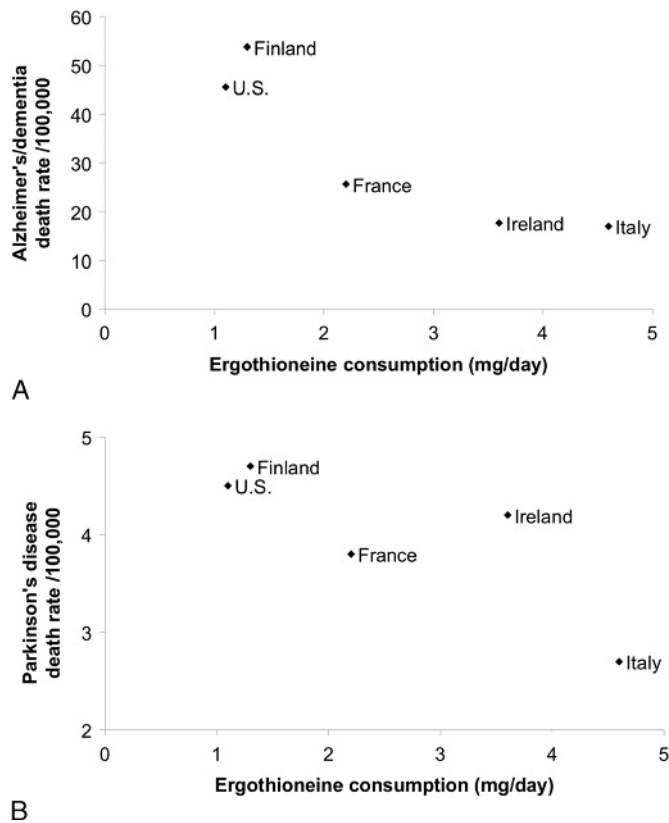 60
50
40
30
20
10
0
Alzheimer's/dementia
death rate /100,000
Finland
U.S.
France
Ireland
Italy
0 1 2 3 4 5
Ergothioneine consumption (mg/day)
A
5
4
3
2
Parkinson's disease
death rate /100,000
Finland
U.S.
Ireland
France
Italy
0 1 2 3 4 5
Ergothioneine consumption (mg/day)
B